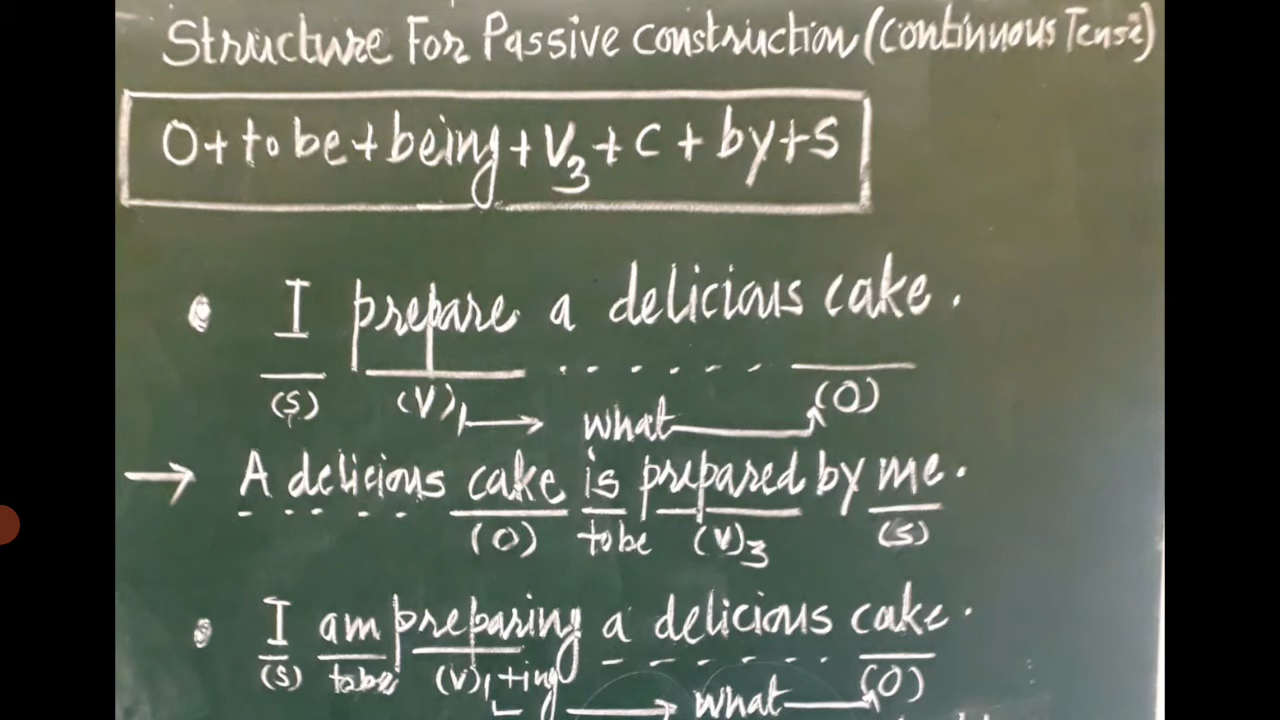 Structure For Passive Construction (Continuous Tense)
O + to be + being + V3 + C + by + S
• I prepare a delicious cake.
(S) (V)1 → what (O)
→ A delicious cake is prepared by me.
(O) to be (V)3 (S)
• I am preparing a delicious cake.
(S) to be (V)1 + ing → what (O)